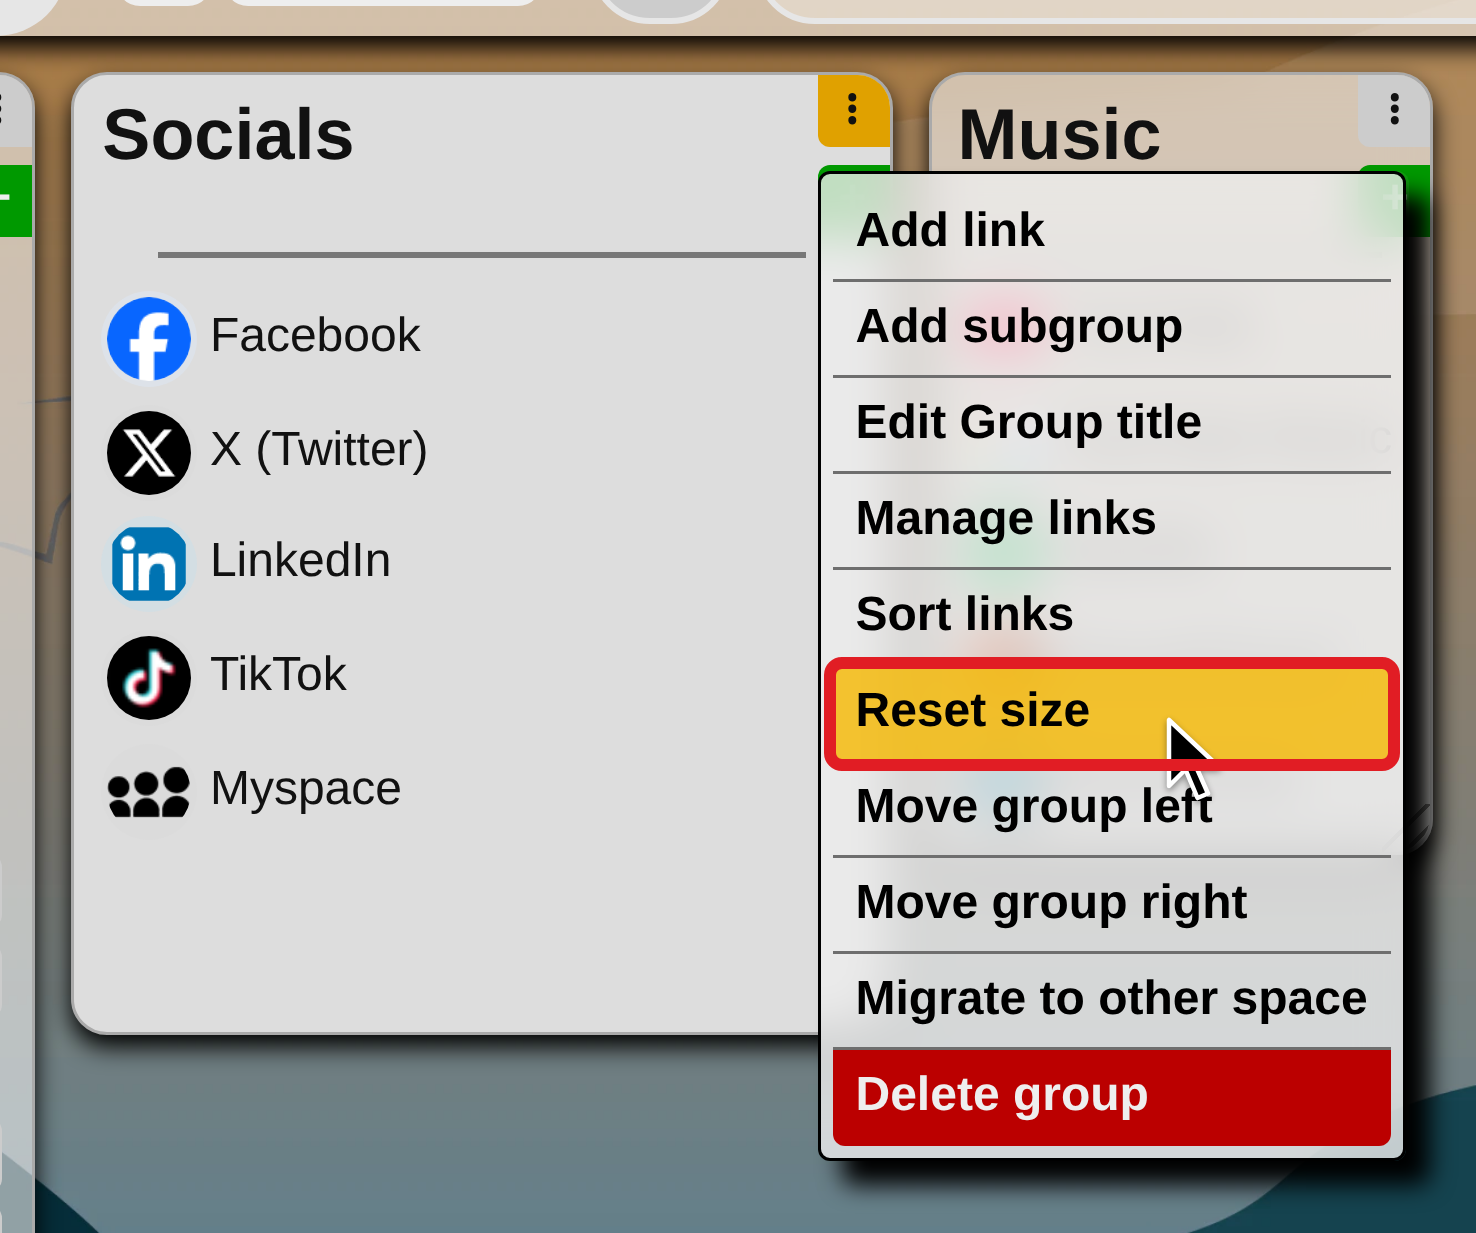 Socials
Music
Facebook
X (Twitter)
LinkedIn
TikTok
Myspace
Add link
Add subgroup
Edit Group title
Manage links
Sort links
Reset size
Move group left
Move group right
Migrate to other space
Delete group